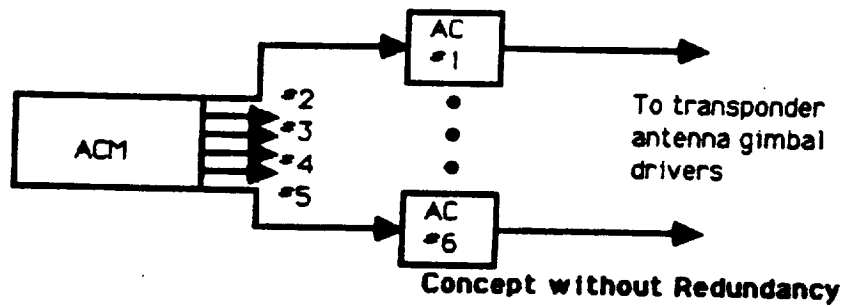 AC
#1
#2
#3
#4
#5
ACM
To transponder
antenna gimbal
drivers
AC
#6
Concept without Redundancy